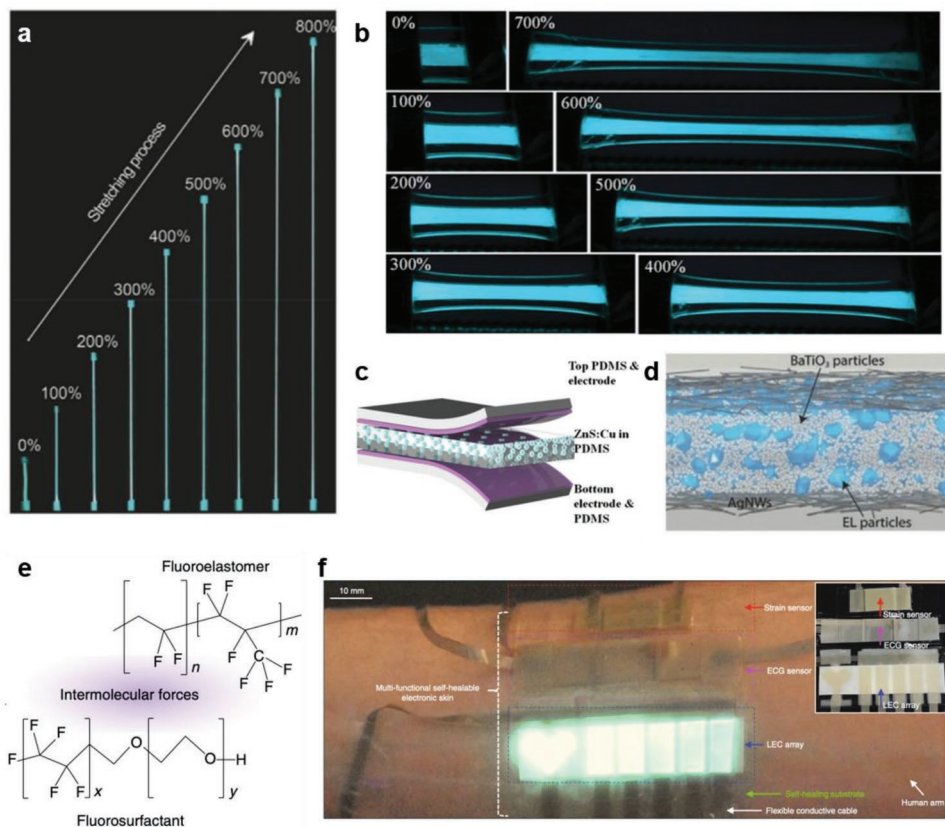 a
Stretching process
0%
100%
200%
300%
400%
500%
600%
700%
800%
b
0%
700%
100%
600%
200%
500%
300%
400%
c
Top PDMS &
electrode
ZnS:Cu in
PDMS
Bottom
electrode &
PDMS
d
BaTiO₃ particles
AgNWs
EL particles
e
Fluoroelastomer
F
F
F
F
m
F
F
n
F
C
F
F
F
Intermolecular forces
F
F
F
O
O
H
F
F
F
x
y
Fluorosurfactant
f
10 mm
Multi-functional self-healable
electronic skin
Strain sensor
ECG sensor
LEC array
Self-healing substrate
Flexible conductive cable
Human arm
Strain sensor
ECG sensor
LEC array